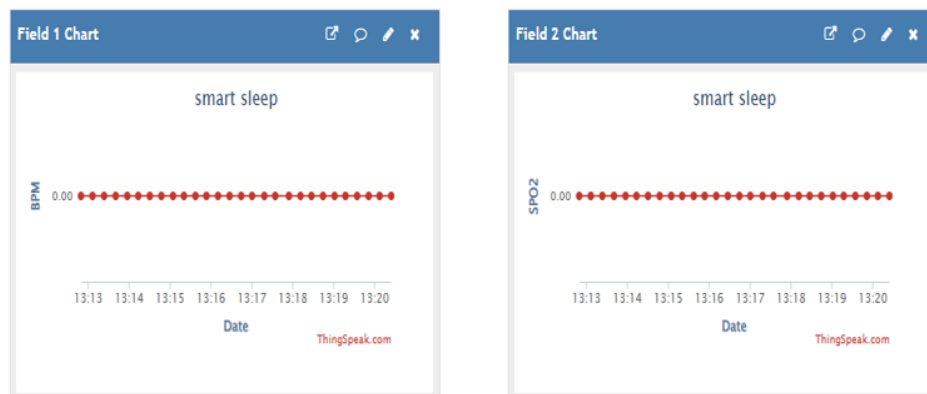 Field 1 Chart
smart sleep
BPM
0.00
13:13 13:14 13:15 13:16 13:17 13:18 13:19 13:20
Date
ThingSpeak.com
Field 2 Chart
smart sleep
SPO2
0.00
13:13 13:14 13:15 13:16 13:17 13:18 13:19 13:20
Date
ThingSpeak.com